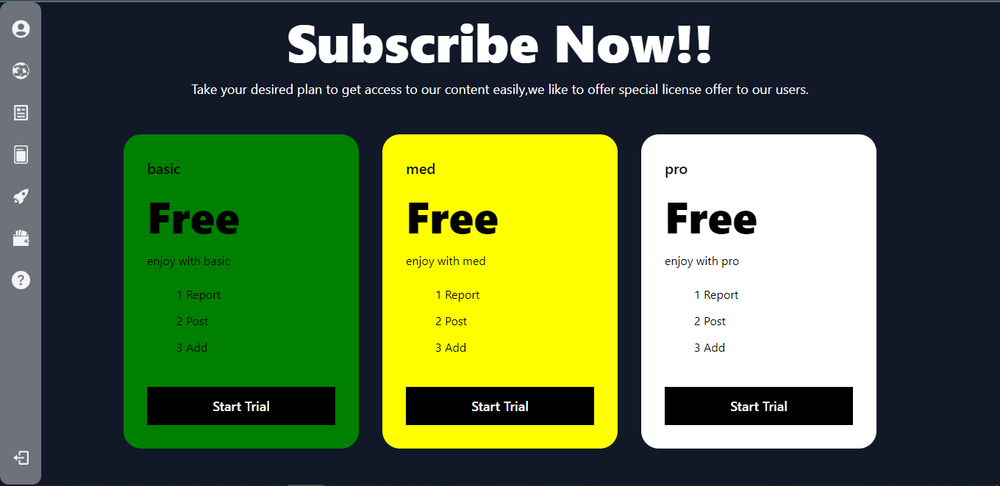 Subscribe Now!!
Take your desired plan to get access to our content easily,we like to offer special license offer to our users.
basic
Free
enjoy with basic
1 Report
2 Post
3 Add
Start Trial
med
Free
enjoy with med
1 Report
2 Post
3 Add
Start Trial
pro
Free
enjoy with pro
1 Report
2 Post
3 Add
Start Trial